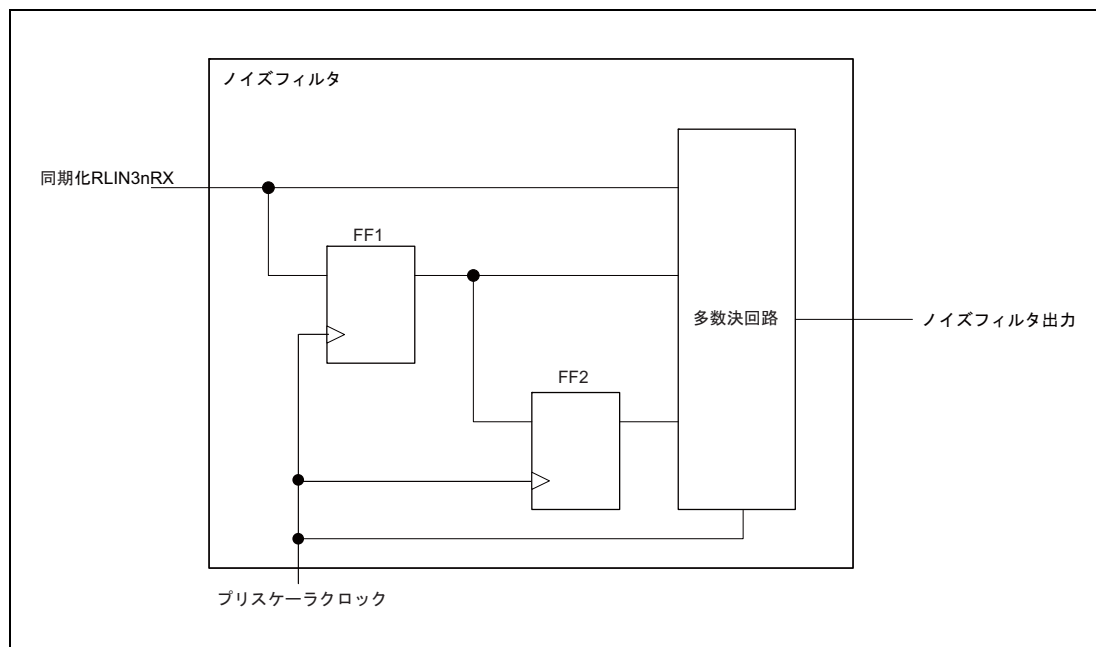 ノイズフィルタ
同期化RLIN3nRX
FF1
多数決回路
ノイズフィルタ出力
FF2
プリスケーラクロック